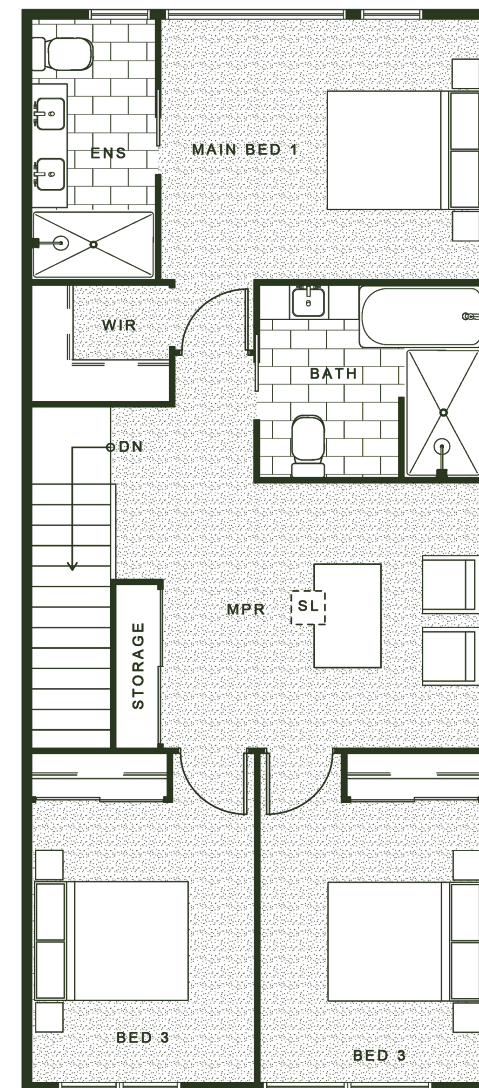 ENS
MAIN BED 1
WIR
BATH
DN
MPR
SL
STORAGE
BED 3
BED 3